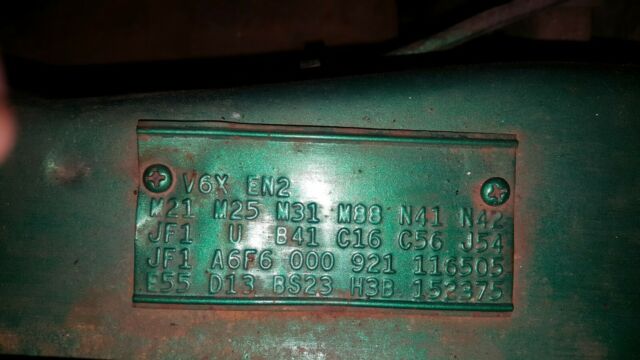 V6X EN2
M21 M25 M31 M88 N41 N42
JF1 U B41 C16 C56 J54
JF1 A6F6 000 921 116505
E55 D13 BS23 H3B 152375